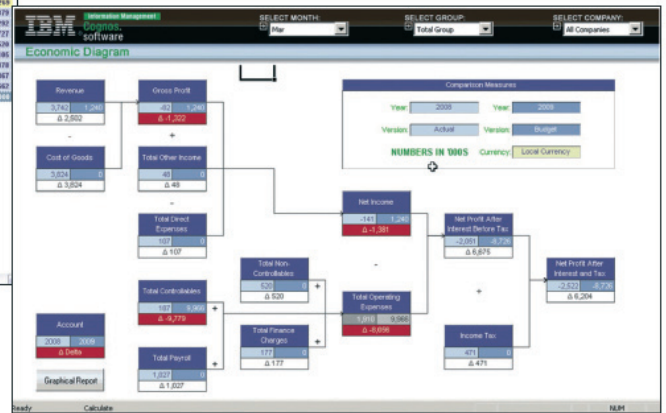 IBM
Information Management
Cognos.
software
SELECT MONTH:
Mar
SELECT GROUP:
Total Group
SELECT COMPANY:
All Companies
Economic Diagram
Revenue
3,742 1,240
Δ 2,502
-
Cost of Goods
3,824 0
Δ 3,824
Gross Profit
-82 1,240
Δ -1,322
+
Total Other Income
48 0
Δ 48
-
Total Direct
Expenses
107 0
Δ 107
Comparison Measures
Year: 2008 Year: 2009
Version: Actual Version: Budget
NUMBERS IN '000S Currency: Local Currency
Net Income
-141 1,240
Δ -1,381
-
Net Profit After
Interest Before Tax
-2,051 -8,726
Δ 6,675
+
Net Profit After
Interest and Tax
-2,522 -8,726
Δ 6,204
Total Controllables
187 9,966
Δ -9,779
+
Total Non-
Controllables
520 0
Δ 520
+
Total Operating
Expenses
1,910 9,966
Δ -8,056
Account
2008 2009
Δ Delta
Graphical Report
Total Payroll
1,027 0
Δ 1,027
+
Total Finance
Charges
177 0
Δ 177
+
Income Tax
471 0
Δ 471
Ready Calculate NUM